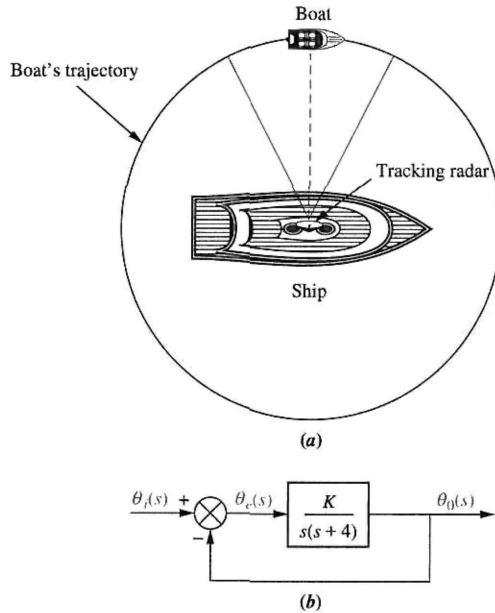 Boat
Boat's trajectory
Tracking radar
Ship
(a)
θi(s) + θe(s) K θ0(s)
− s(s + 4)
(b)